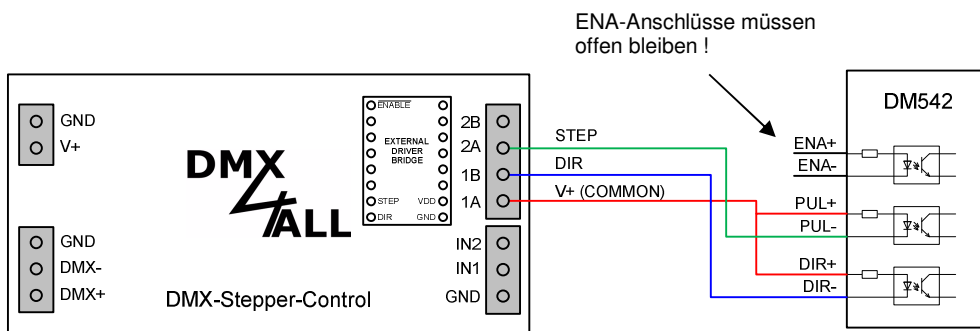 ENA-Anschlüsse müssen
offen bleiben !
GND
V+
GND
DMX-
DMX+
DMX
4
ALL
DMX-Stepper-Control
ENABLE
EXTERNAL
DRIVER
BRIDGE
STEP VDD
DIR GND
2B
2A
1B
1A
IN2
IN1
GND
STEP
DIR
V+ (COMMON)
DM542
ENA+
ENA-
PUL+
PUL-
DIR+
DIR-